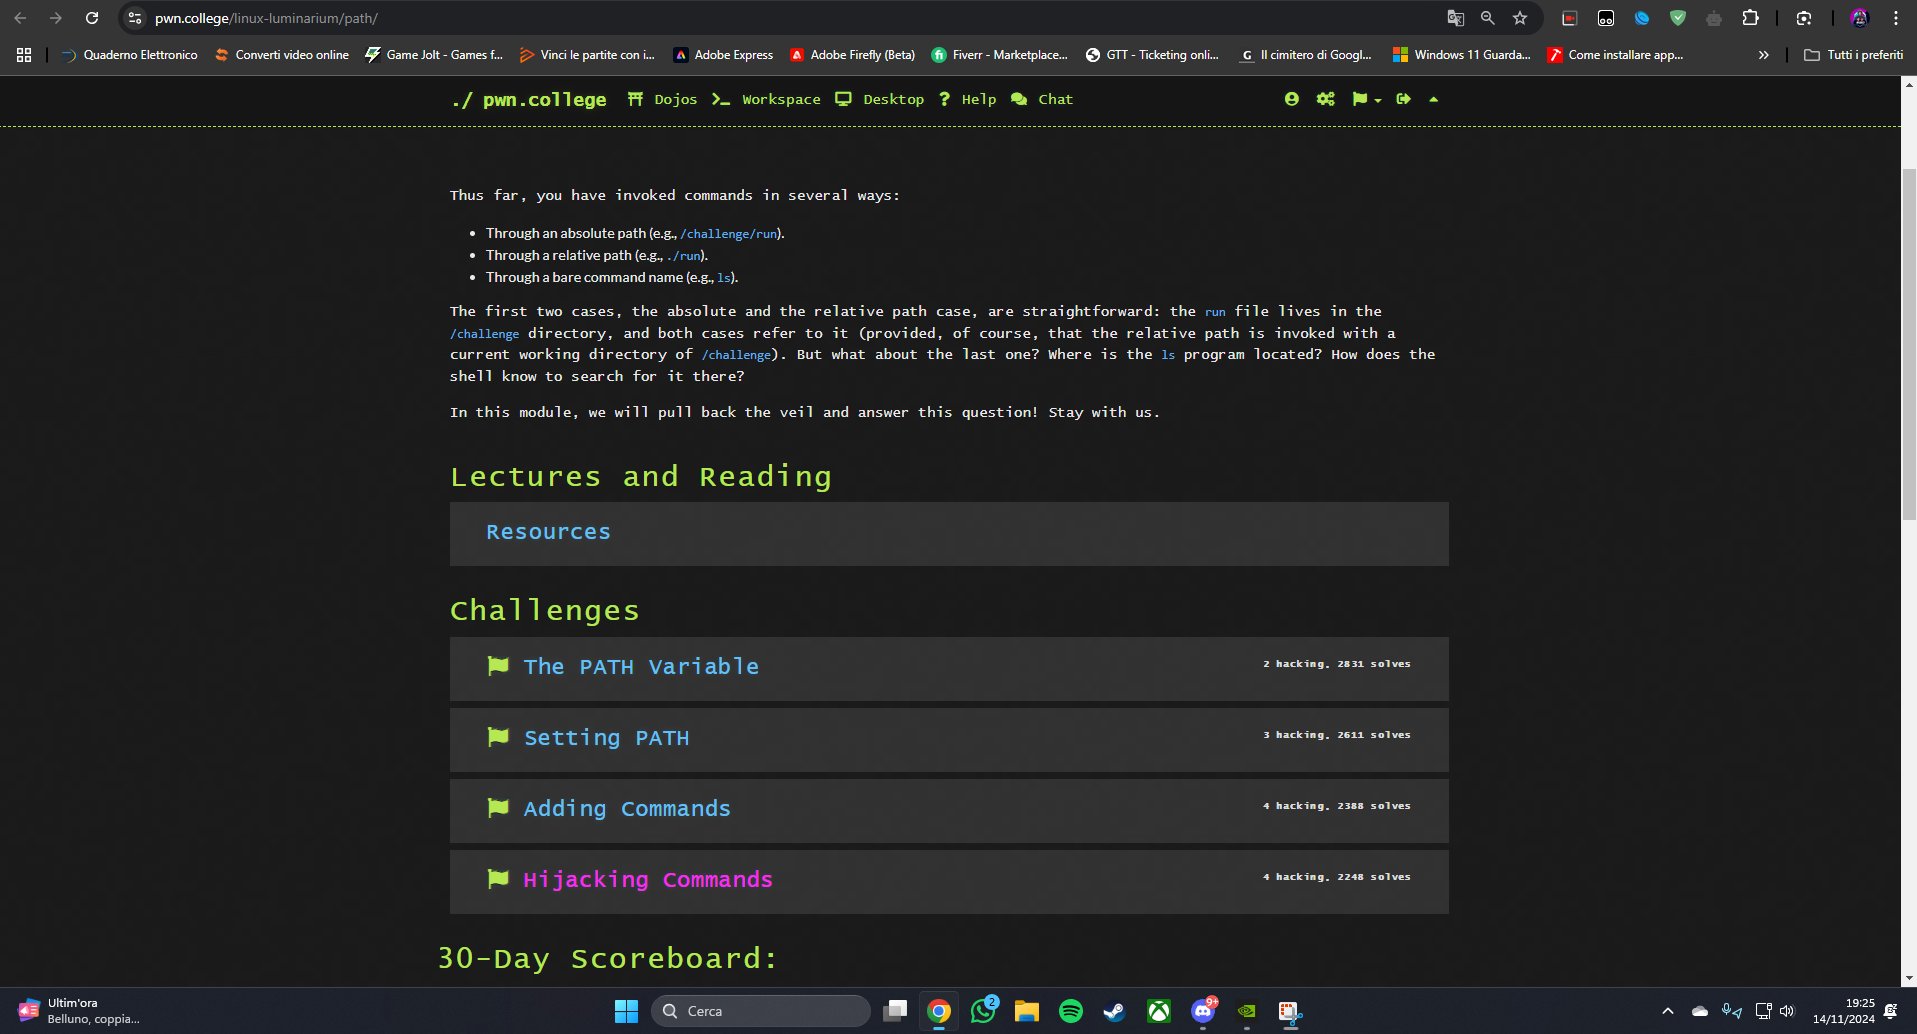 pwn.college/linux-luminarium/path/
Quaderno Elettronico Converti video online Game Jolt - Games f... Vinci le partite con i... Adobe Express Adobe Firefly (Beta) Fiverr - Marketplace... GTT - Ticketing onli... Il cimitero di Googl... Windows 11 Guarda... Come installare app... » Tutti i preferiti
./ pwn.college Dojos Workspace Desktop ? Help Chat
Thus far, you have invoked commands in several ways:
• Through an absolute path (e.g., /challenge/run).
• Through a relative path (e.g., ./run).
• Through a bare command name (e.g., ls).
The first two cases, the absolute and the relative path case, are straightforward: the run file lives in the
/challenge directory, and both cases refer to it (provided, of course, that the relative path is invoked with a
current working directory of /challenge). But what about the last one? Where is the ls program located? How does the
shell know to search for it there?
In this module, we will pull back the veil and answer this question! Stay with us.
Lectures and Reading
Resources
Challenges
The PATH Variable 2 hacking, 2831 solves
Setting PATH 3 hacking, 2611 solves
Adding Commands 4 hacking, 2388 solves
Hijacking Commands 4 hacking, 2248 solves
30-Day Scoreboard:
Ultim'ora
Belluno, coppia...
Cerca
2
9+
19:25
14/11/2024